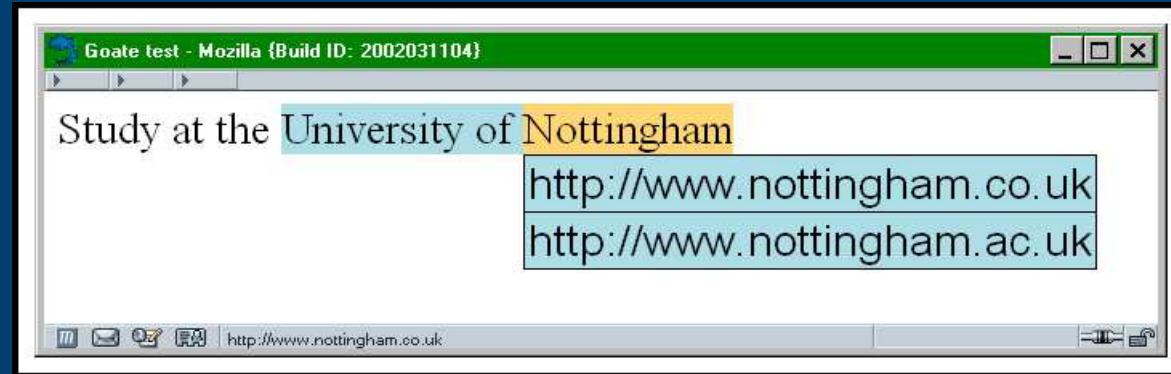 Goate test - Mozilla {Build ID: 2002031104}
Study at the University of Nottingham
http://www.nottingham.co.uk
http://www.nottingham.ac.uk
http://www.nottingham.co.uk